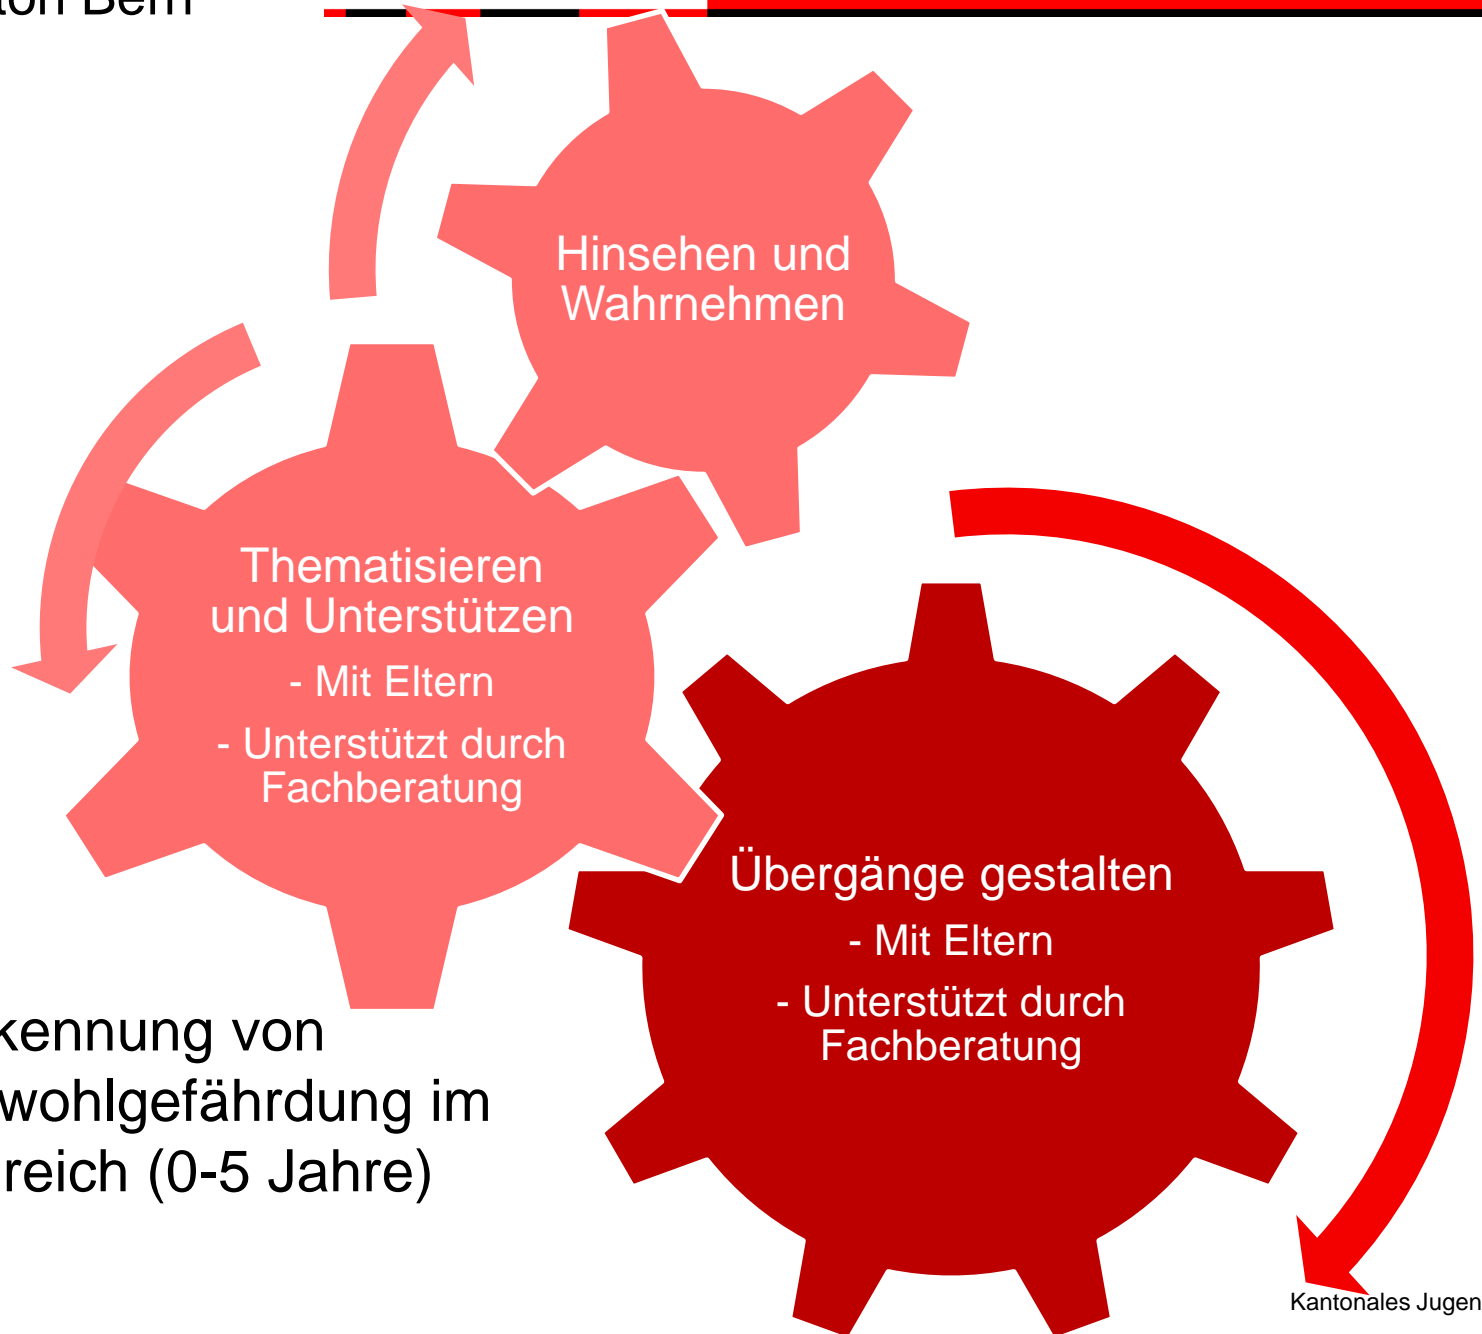 ton Bern
Hinsehen und
Wahrnehmen
Thematisieren
und Unterstützen
- Mit Eltern
- Unterstützt durch
Fachberatung
Übergänge gestalten
- Mit Eltern
- Unterstützt durch
Fachberatung
kennung von
wohlgefährdung im
reich (0-5 Jahre)
Kantonales Jugen